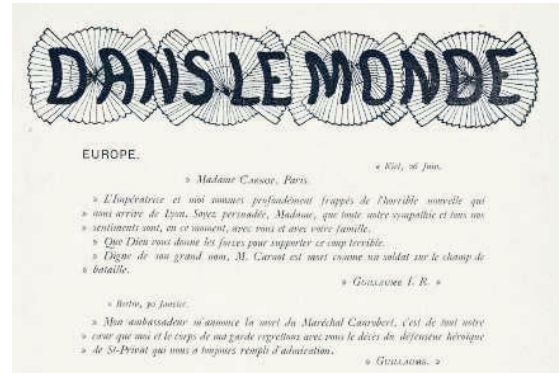 DANS LE MONDE
EUROPE.
« Kiel, 26 Juin.
» Madame CARNOT, Paris.
» L'Impératrice et moi sommes profondément frappés de l'horrible nouvelle qui
» nous arrive de Lyon. Soyez persuadée, Madame, que toute notre sympathie et tous nos
» sentiments sont, en ce moment, avec vous et avec votre famille.
» Que Dieu vous donne les forces pour supporter ce coup terrible.
» Digne de son grand nom, M. Carnot est mort comme un soldat sur le champ de
» bataille.
» GUILLAUME I. R. »
« Berlin, 30 Janvier.
» Mon ambassadeur m'annonce la mort du Maréchal Canrobert, c'est de tout notre
» cœur que moi et le corps de ma garde regrettons avec vous le décès du défenseur héroïque
» de St-Privat qui nous a toujours rempli d'admiration.
» GUILLAUME. »